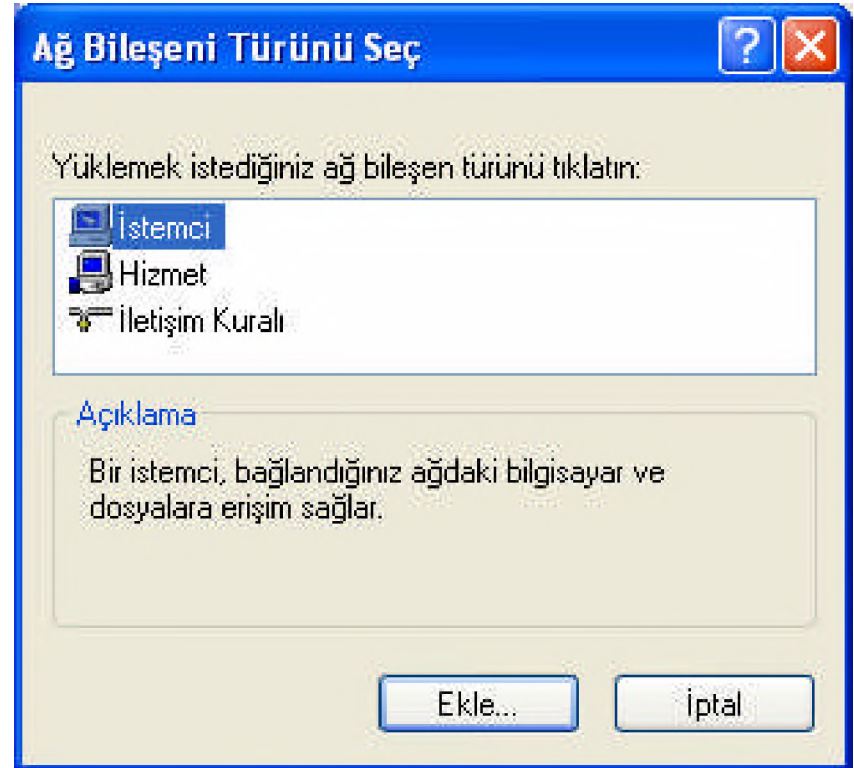 Ağ Bileşeni Türünü Seç
Yüklemek istediğiniz ağ bileşen türünü tıklatın:
İstemci
Hizmet
İletişim Kuralı
Açıklama
Bir istemci, bağlandığınız ağdaki bilgisayar ve
dosyalara erişim sağlar.
Ekle...
İptal